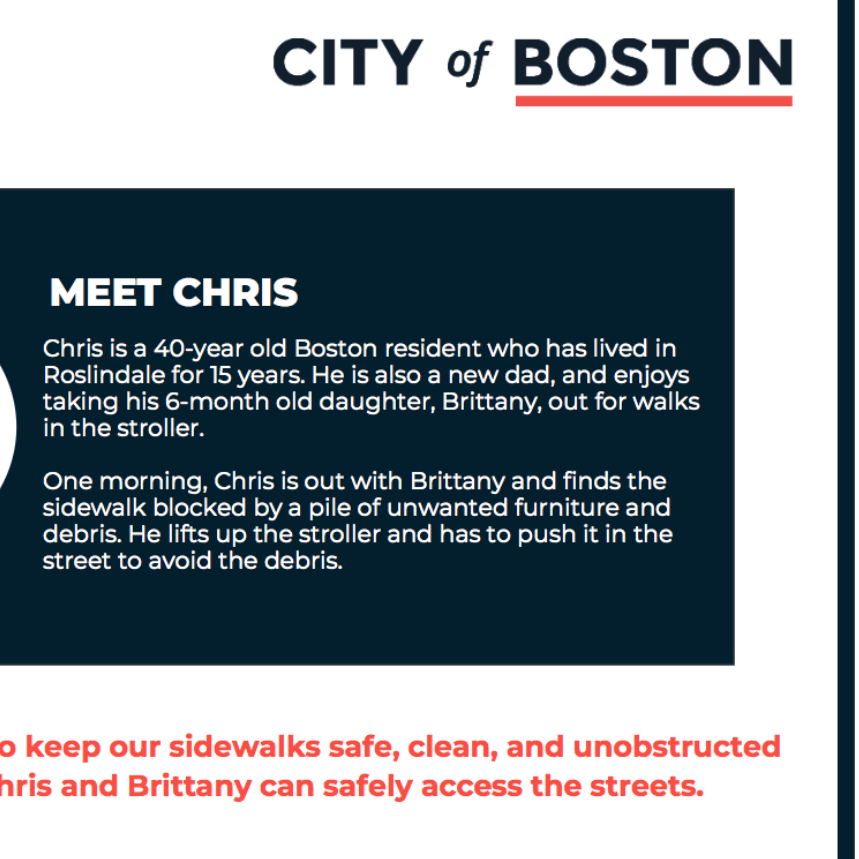 CITY of BOSTON
MEET CHRIS
Chris is a 40-year old Boston resident who has lived in
Roslindale for 15 years. He is also a new dad, and enjoys
taking his 6-month old daughter, Brittany, out for walks
in the stroller.
One morning, Chris is out with Brittany and finds the
sidewalk blocked by a pile of unwanted furniture and
debris. He lifts up the stroller and has to push it in the
street to avoid the debris.
o keep our sidewalks safe, clean, and unobstructed
hris and Brittany can safely access the streets.